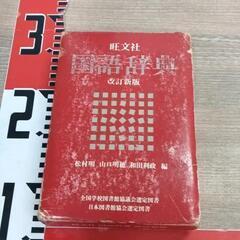 旺文社
国語辞典
改訂新版
松村明 山口明穂 和田利政 編
全国学校図書館協議会選定図書
日本図書館協会選定図書
3
2